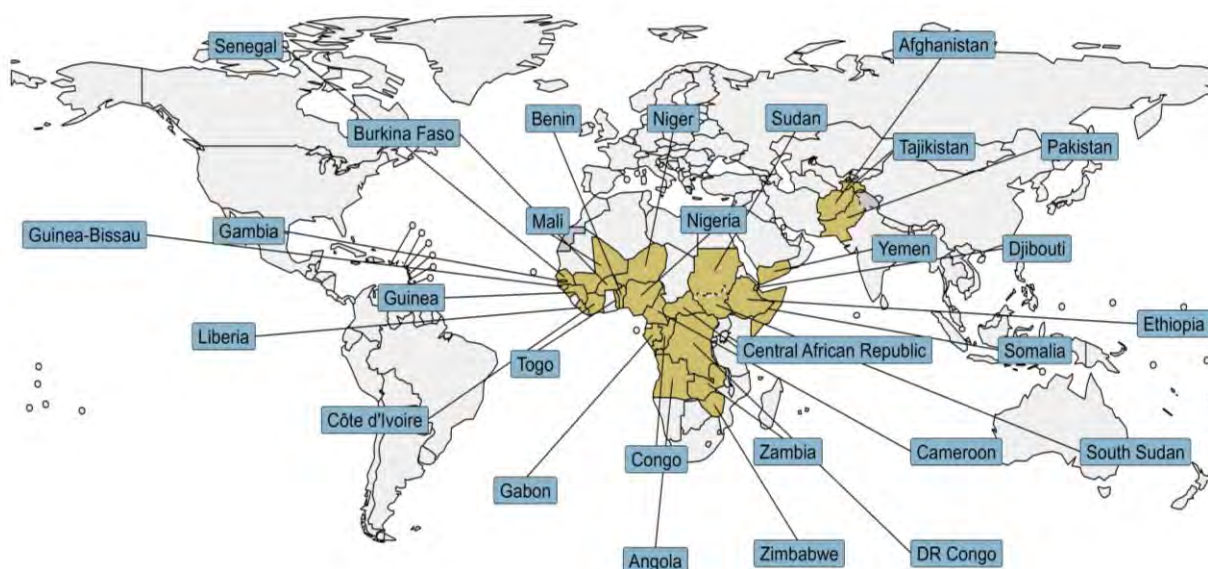 Senegal
Afghanistan
Burkina Faso
Benin
Niger
Sudan
Tajikistan
Pakistan
Guinea-Bissau
Gambia
Mali
Nigeria
Yemen
Djibouti
Guinea
Liberia
Ethiopia
Togo
Central African Republic
Somalia
Côte d'Ivoire
Congo
Zambia
Cameroon
South Sudan
Gabon
Angola
Zimbabwe
DR Congo